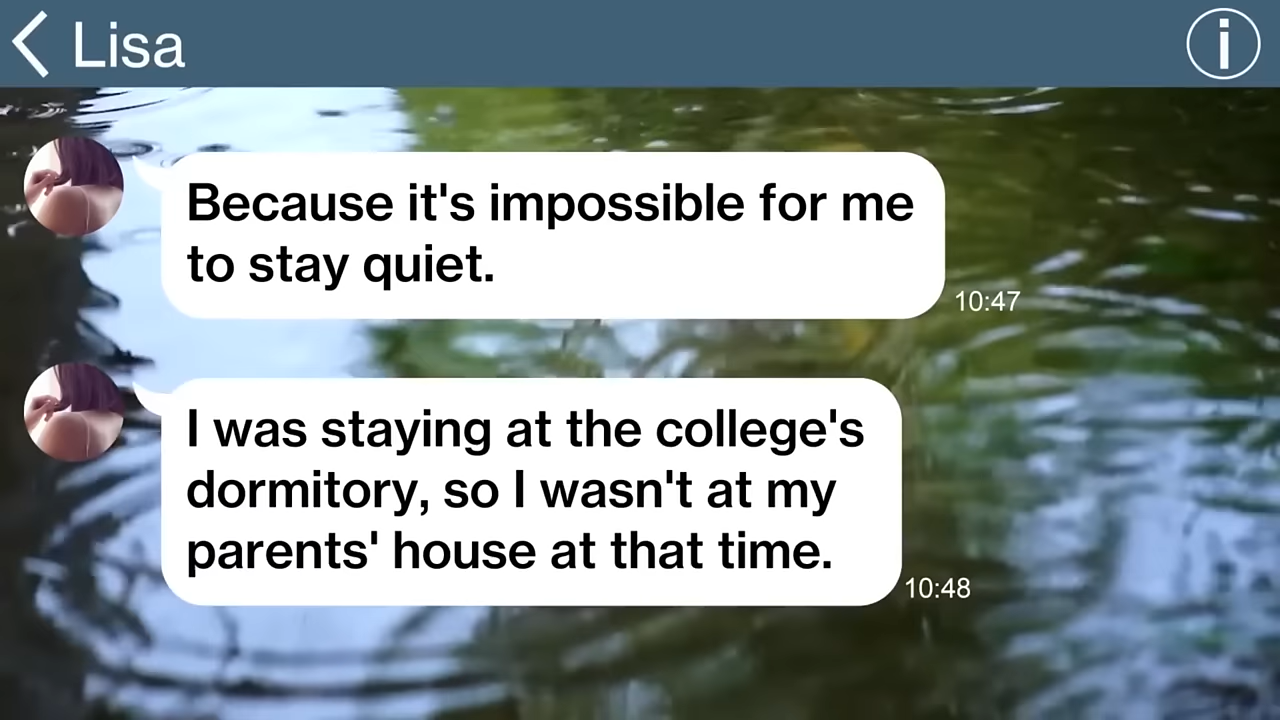 Lisa
Because it's impossible for me
to stay quiet.
10:47
I was staying at the college's
dormitory, so I wasn't at my
parents' house at that time.
10:48